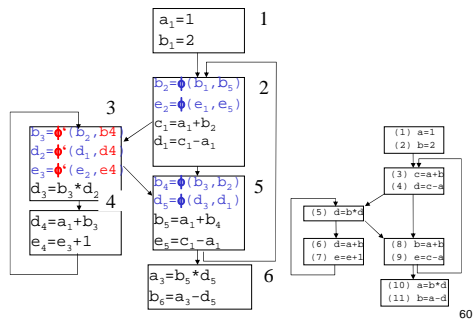 1
a₁=1
b₁=2
2
b₂=ϕ(b₁,b₅)
e₂=ϕ(e₁,e₅)
c₁=a₁+b₂
d₁=c₁-a₁
3
b₃=ϕ‘(b₂,b4)
d₂=ϕ‘(d₁,d4)
e₃=ϕ‘(e₂,e4)
d₃=b₃*d₂
4
d₄=a₁+b₃
e₄=e₃+1
5
b₄=ϕ(b₃,b₂)
d₅=ϕ(d₃,d₁)
b₅=a₁+b₄
e₅=c₁-a₁
6
a₃=b₅*d₅
b₆=a₃-d₅
(1) a=1
(2) b=2
(3) c=a+b
(4) d=c-a
(5) d=b*d
(6) d=a+b
(7) e=e+1
(8) b=a+b
(9) e=c-a
(10) a=b*d
(11) b=a-d
60